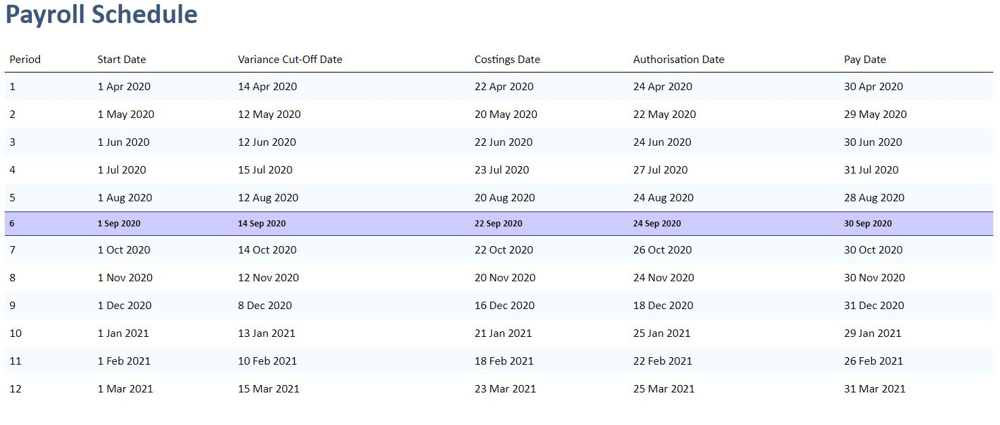 Payroll Schedule
Period Start Date Variance Cut-Off Date Costings Date Authorisation Date Pay Date
1 1 Apr 2020 14 Apr 2020 22 Apr 2020 24 Apr 2020 30 Apr 2020
2 1 May 2020 12 May 2020 20 May 2020 22 May 2020 29 May 2020
3 1 Jun 2020 12 Jun 2020 22 Jun 2020 24 Jun 2020 30 Jun 2020
4 1 Jul 2020 15 Jul 2020 23 Jul 2020 27 Jul 2020 31 Jul 2020
5 1 Aug 2020 12 Aug 2020 20 Aug 2020 24 Aug 2020 28 Aug 2020
6 1 Sep 2020 14 Sep 2020 22 Sep 2020 24 Sep 2020 30 Sep 2020
7 1 Oct 2020 14 Oct 2020 22 Oct 2020 26 Oct 2020 30 Oct 2020
8 1 Nov 2020 12 Nov 2020 20 Nov 2020 24 Nov 2020 30 Nov 2020
9 1 Dec 2020 8 Dec 2020 16 Dec 2020 18 Dec 2020 31 Dec 2020
10 1 Jan 2021 13 Jan 2021 21 Jan 2021 25 Jan 2021 29 Jan 2021
11 1 Feb 2021 10 Feb 2021 18 Feb 2021 22 Feb 2021 26 Feb 2021
12 1 Mar 2021 15 Mar 2021 23 Mar 2021 25 Mar 2021 31 Mar 2021